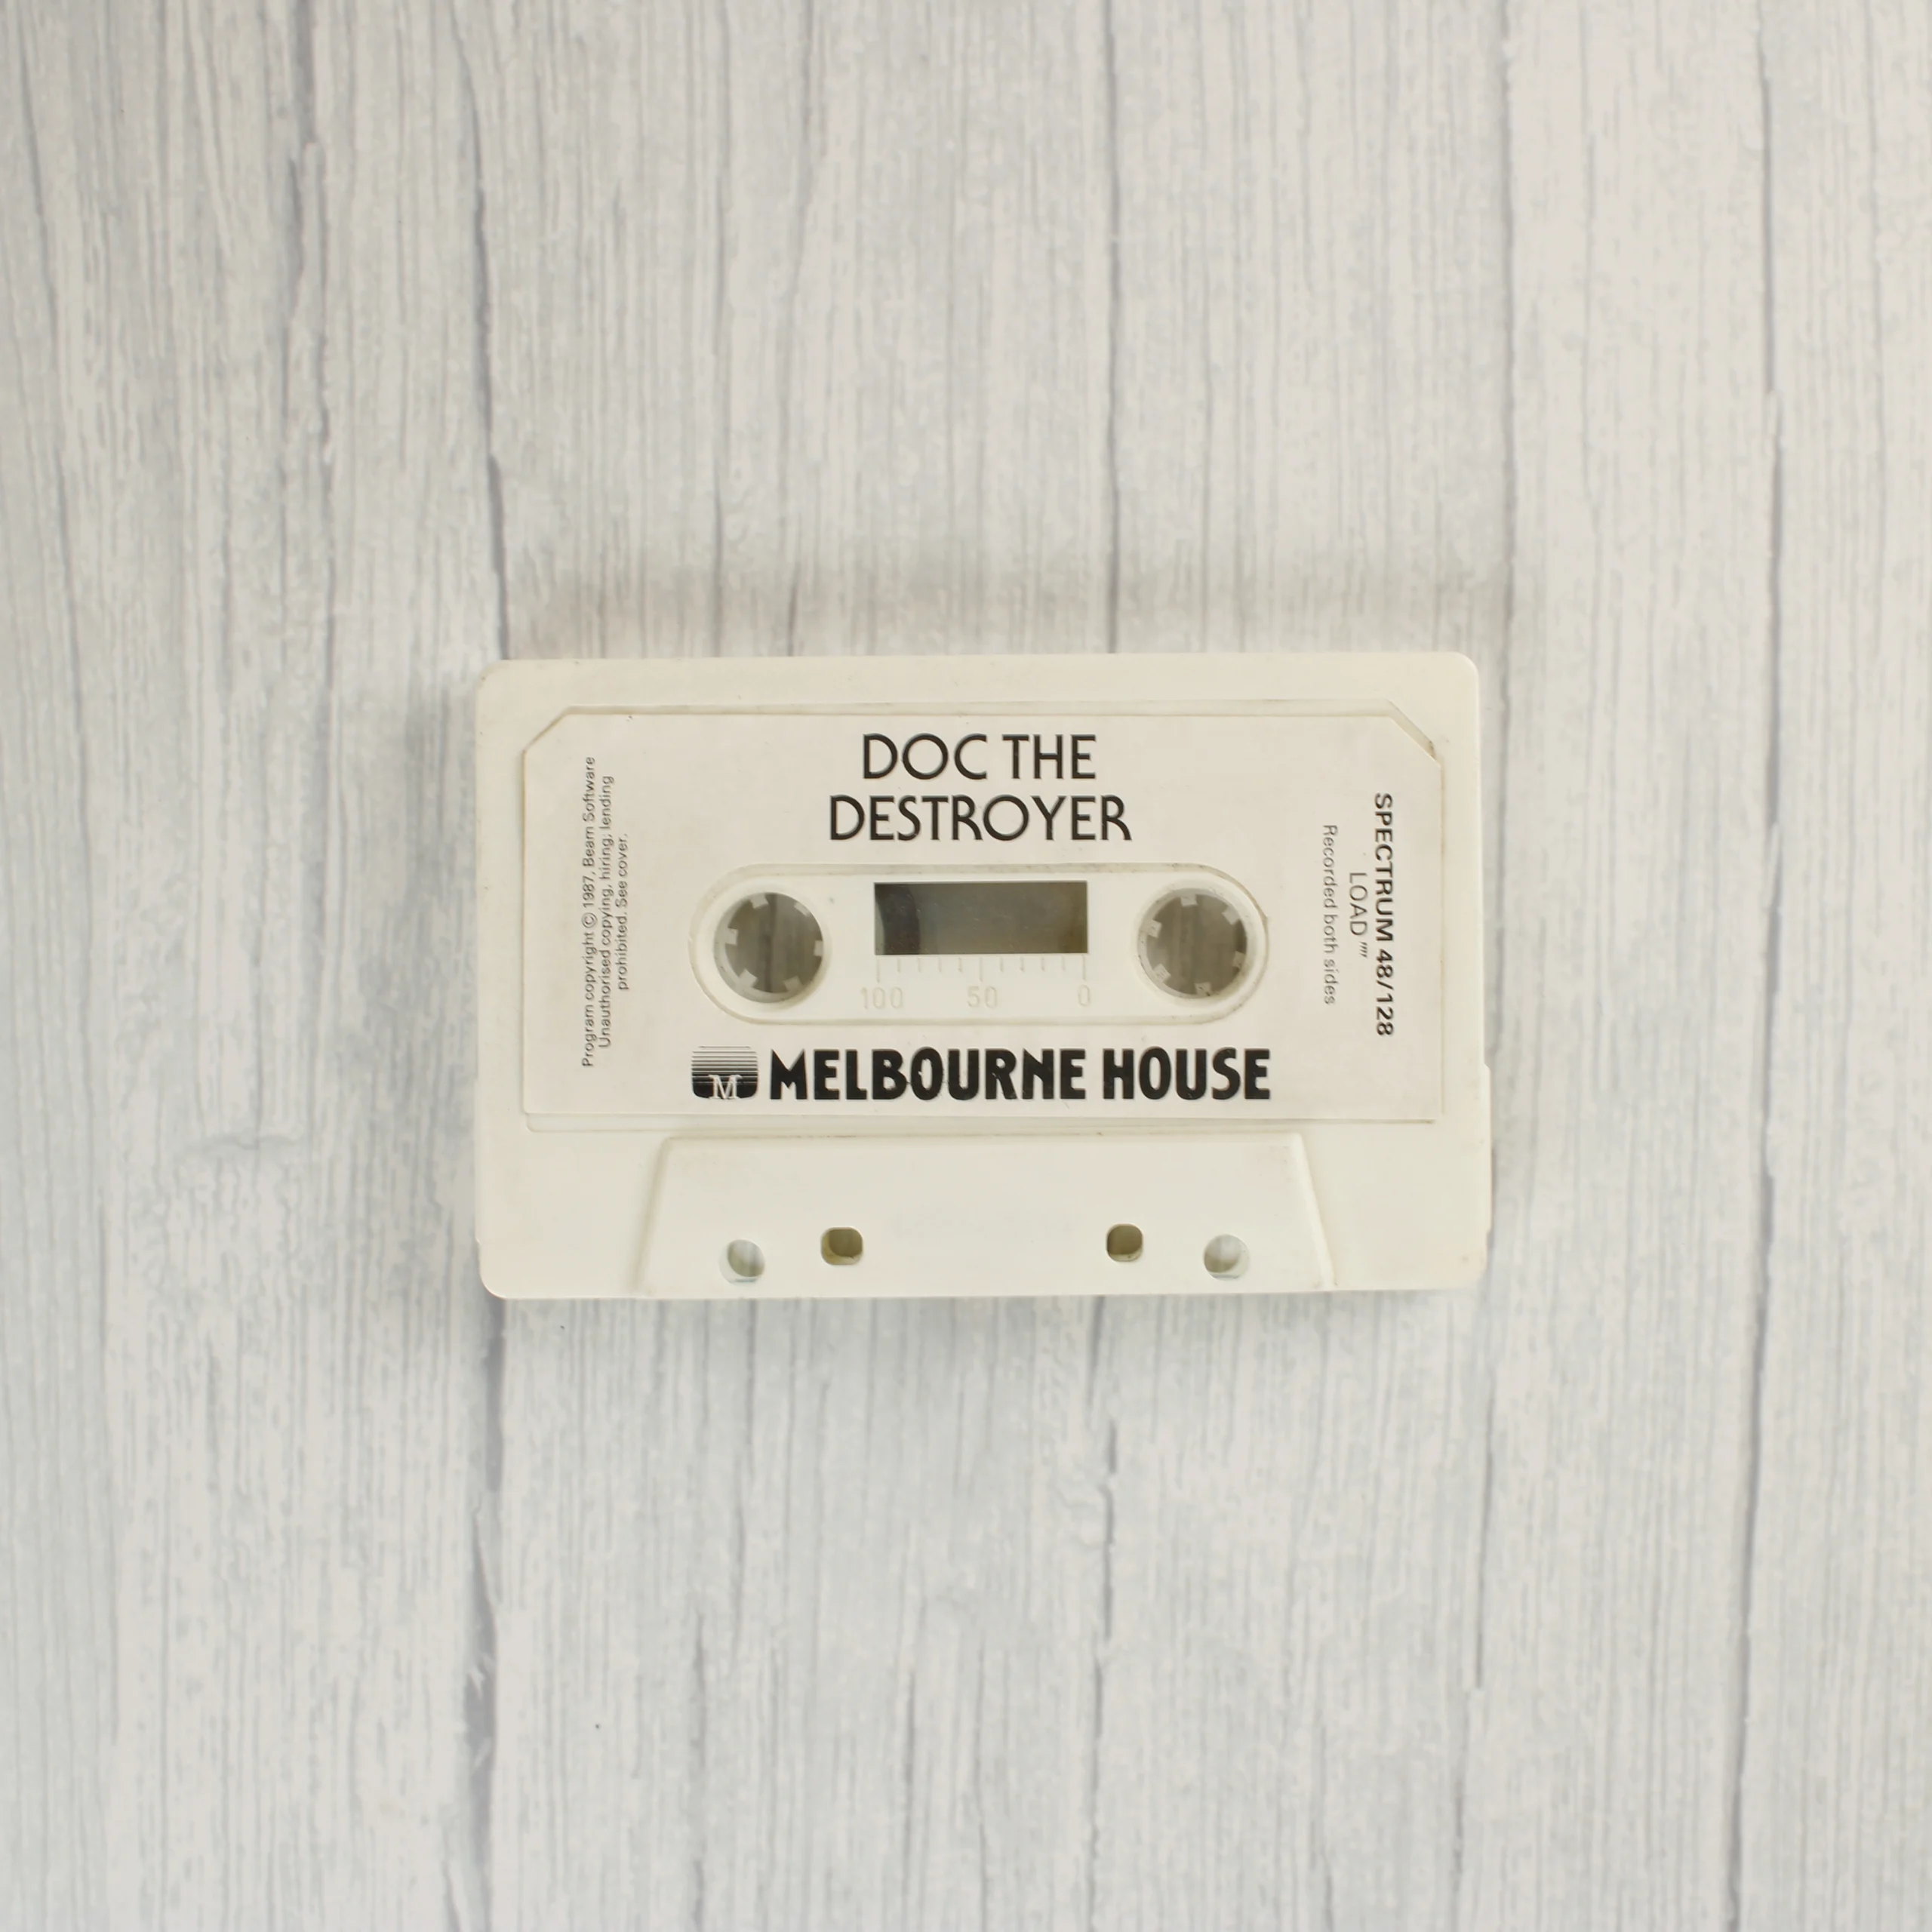 DOC THE
DESTROYER
Program copyright © 1987, Beam Software
Unauthorised copying, hiring, lending
prohibited. See cover.
SPECTRUM 48/128
LOAD""
Recorded both sides
100 50 0
M MELBOURNE HOUSE